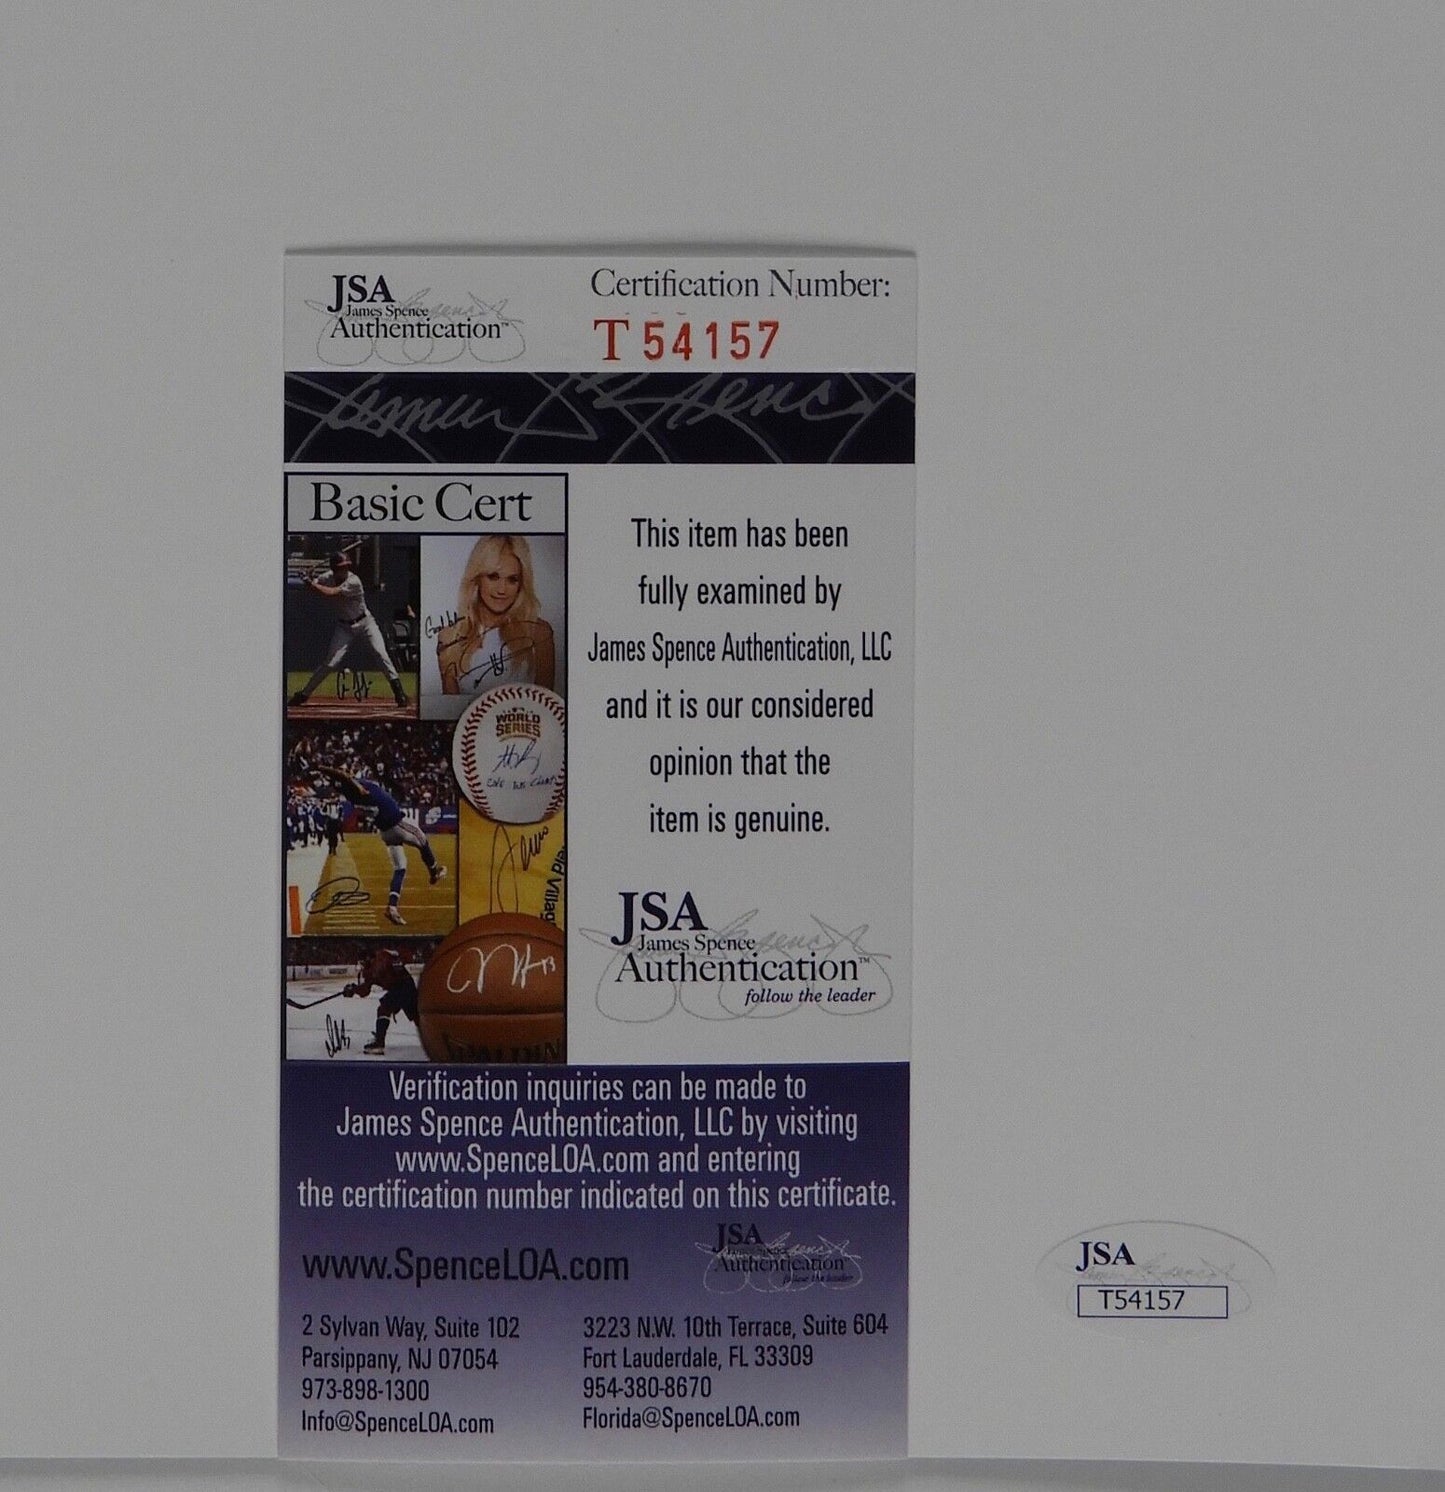 JSA
James Spence
Authentication™
Certification Number:
T 54157
Basic Cert
WORLD
SERIES
This item has been
fully examined by
James Spence Authentication, LLC
and it is our considered
opinion that the
item is genuine.
JSA
James Spence
Authentication™
follow the leader
Verification inquiries can be made to
James Spence Authentication, LLC by visiting
www.SpenceLOA.com and entering
the certification number indicated on this certificate.
JSA
James Spence
Authentication
follow the leader
www.SpenceLOA.com
2 Sylvan Way, Suite 102
Parsippany, NJ 07054
973-898-1300
Info@SpenceLOA.com
3223 N.W. 10th Terrace, Suite 604
Fort Lauderdale, FL 33309
954-380-8670
Florida@SpenceLOA.com
JSA
T54157